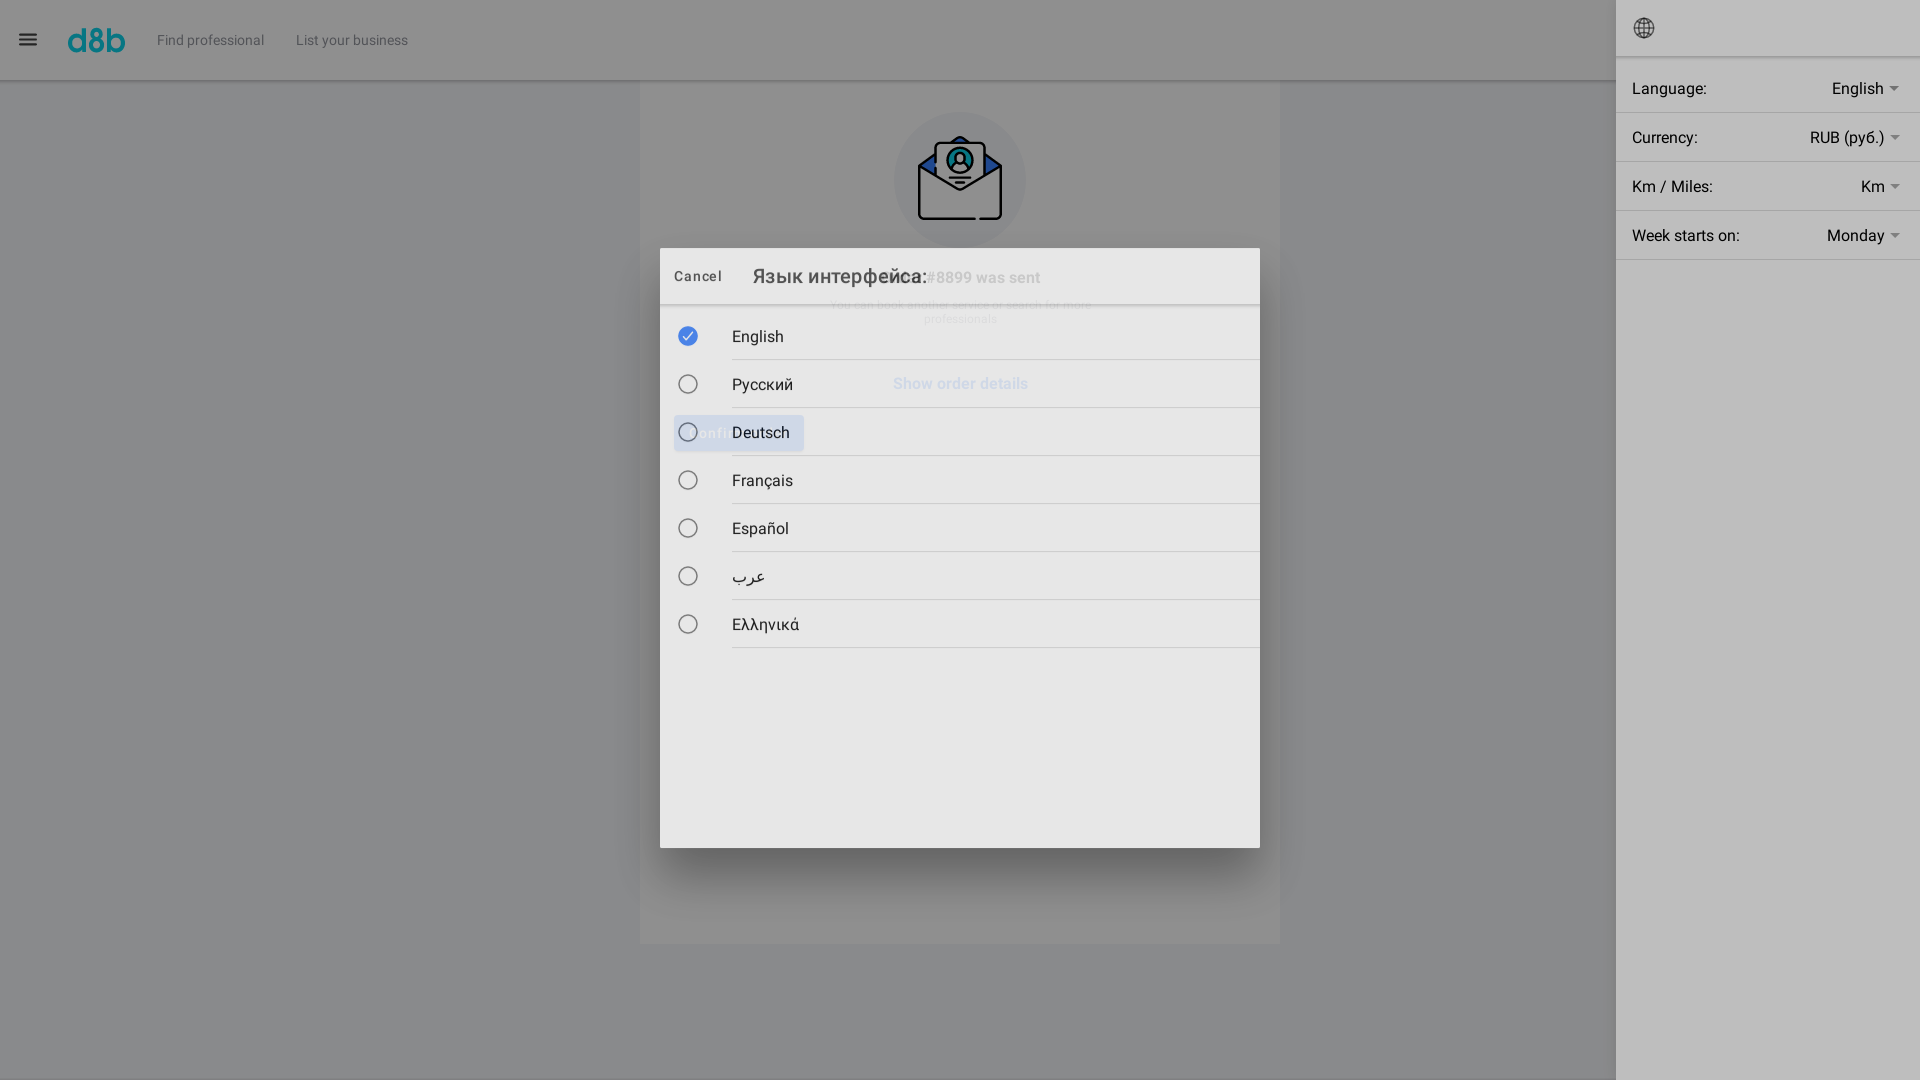 d8b
Find professional
List your business
Language:
English
Currency:
RUB (руб.)
Km / Miles:
Km
Week starts on:
Monday
Cancel
Язык интерфейса:
#8899 was sent
You can book another service or search for more
professionals
English
Русский
Show order details
Deutsch
Français
Español
عرب
Ελληνικά